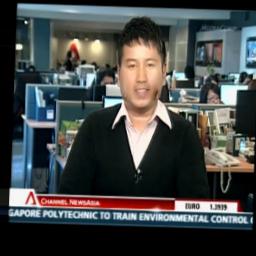 CHANNEL NEWSASIA
EURO 1.3939
GAPORE POLYTECHNIC TO TRAIN ENVIRONMENTAL CONTROL